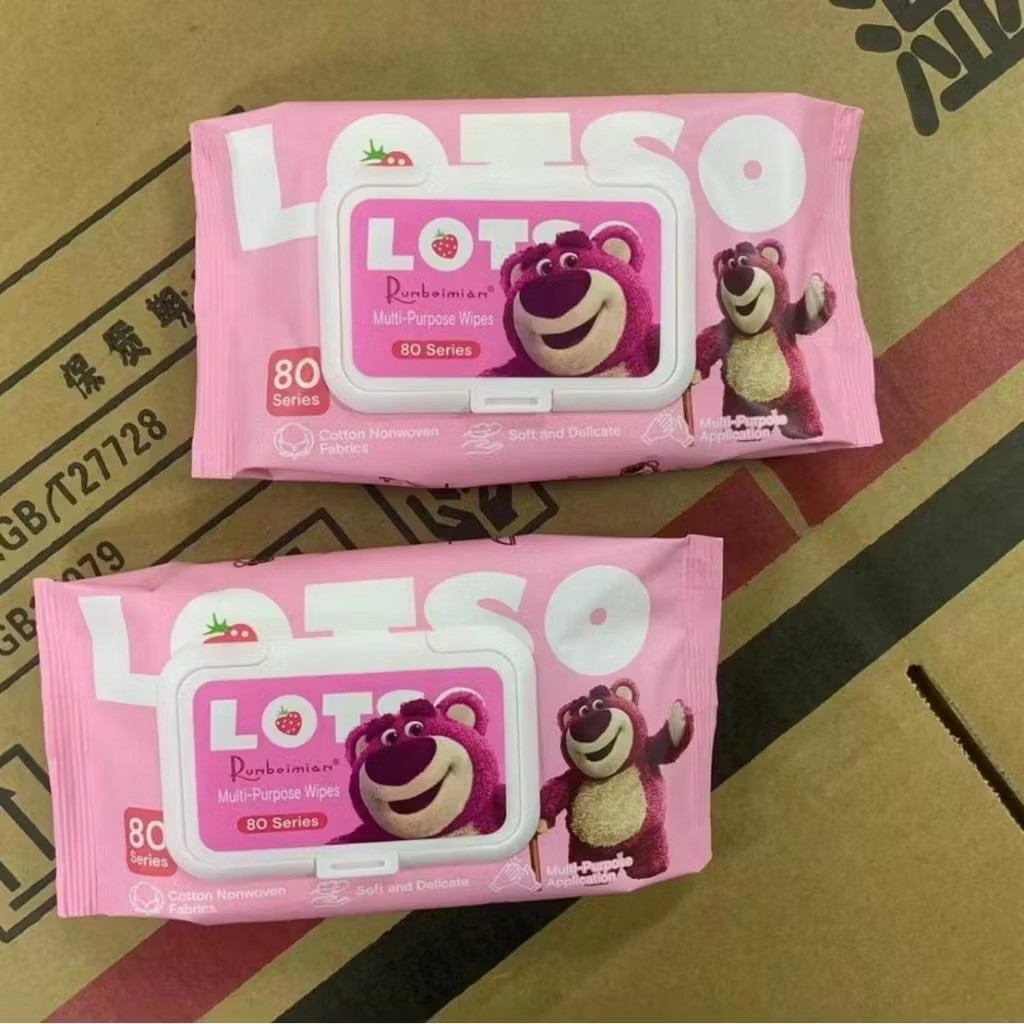 LOTSO
LOTSO
Runbeimian®
Multi-Purpose Wipes
80 Series
80
Series
Cotton Nonwoven
Fabrics
Soft and Delicate
Multi-Purpose
Application
保质期
GB/T27728
LOTSO
LOTSO
Runbeimian®
Multi-Purpose Wipes
80 Series
80
Series
Cotton Nonwoven
Fabrics
Soft and Delicate
Multi-Purpose
Application